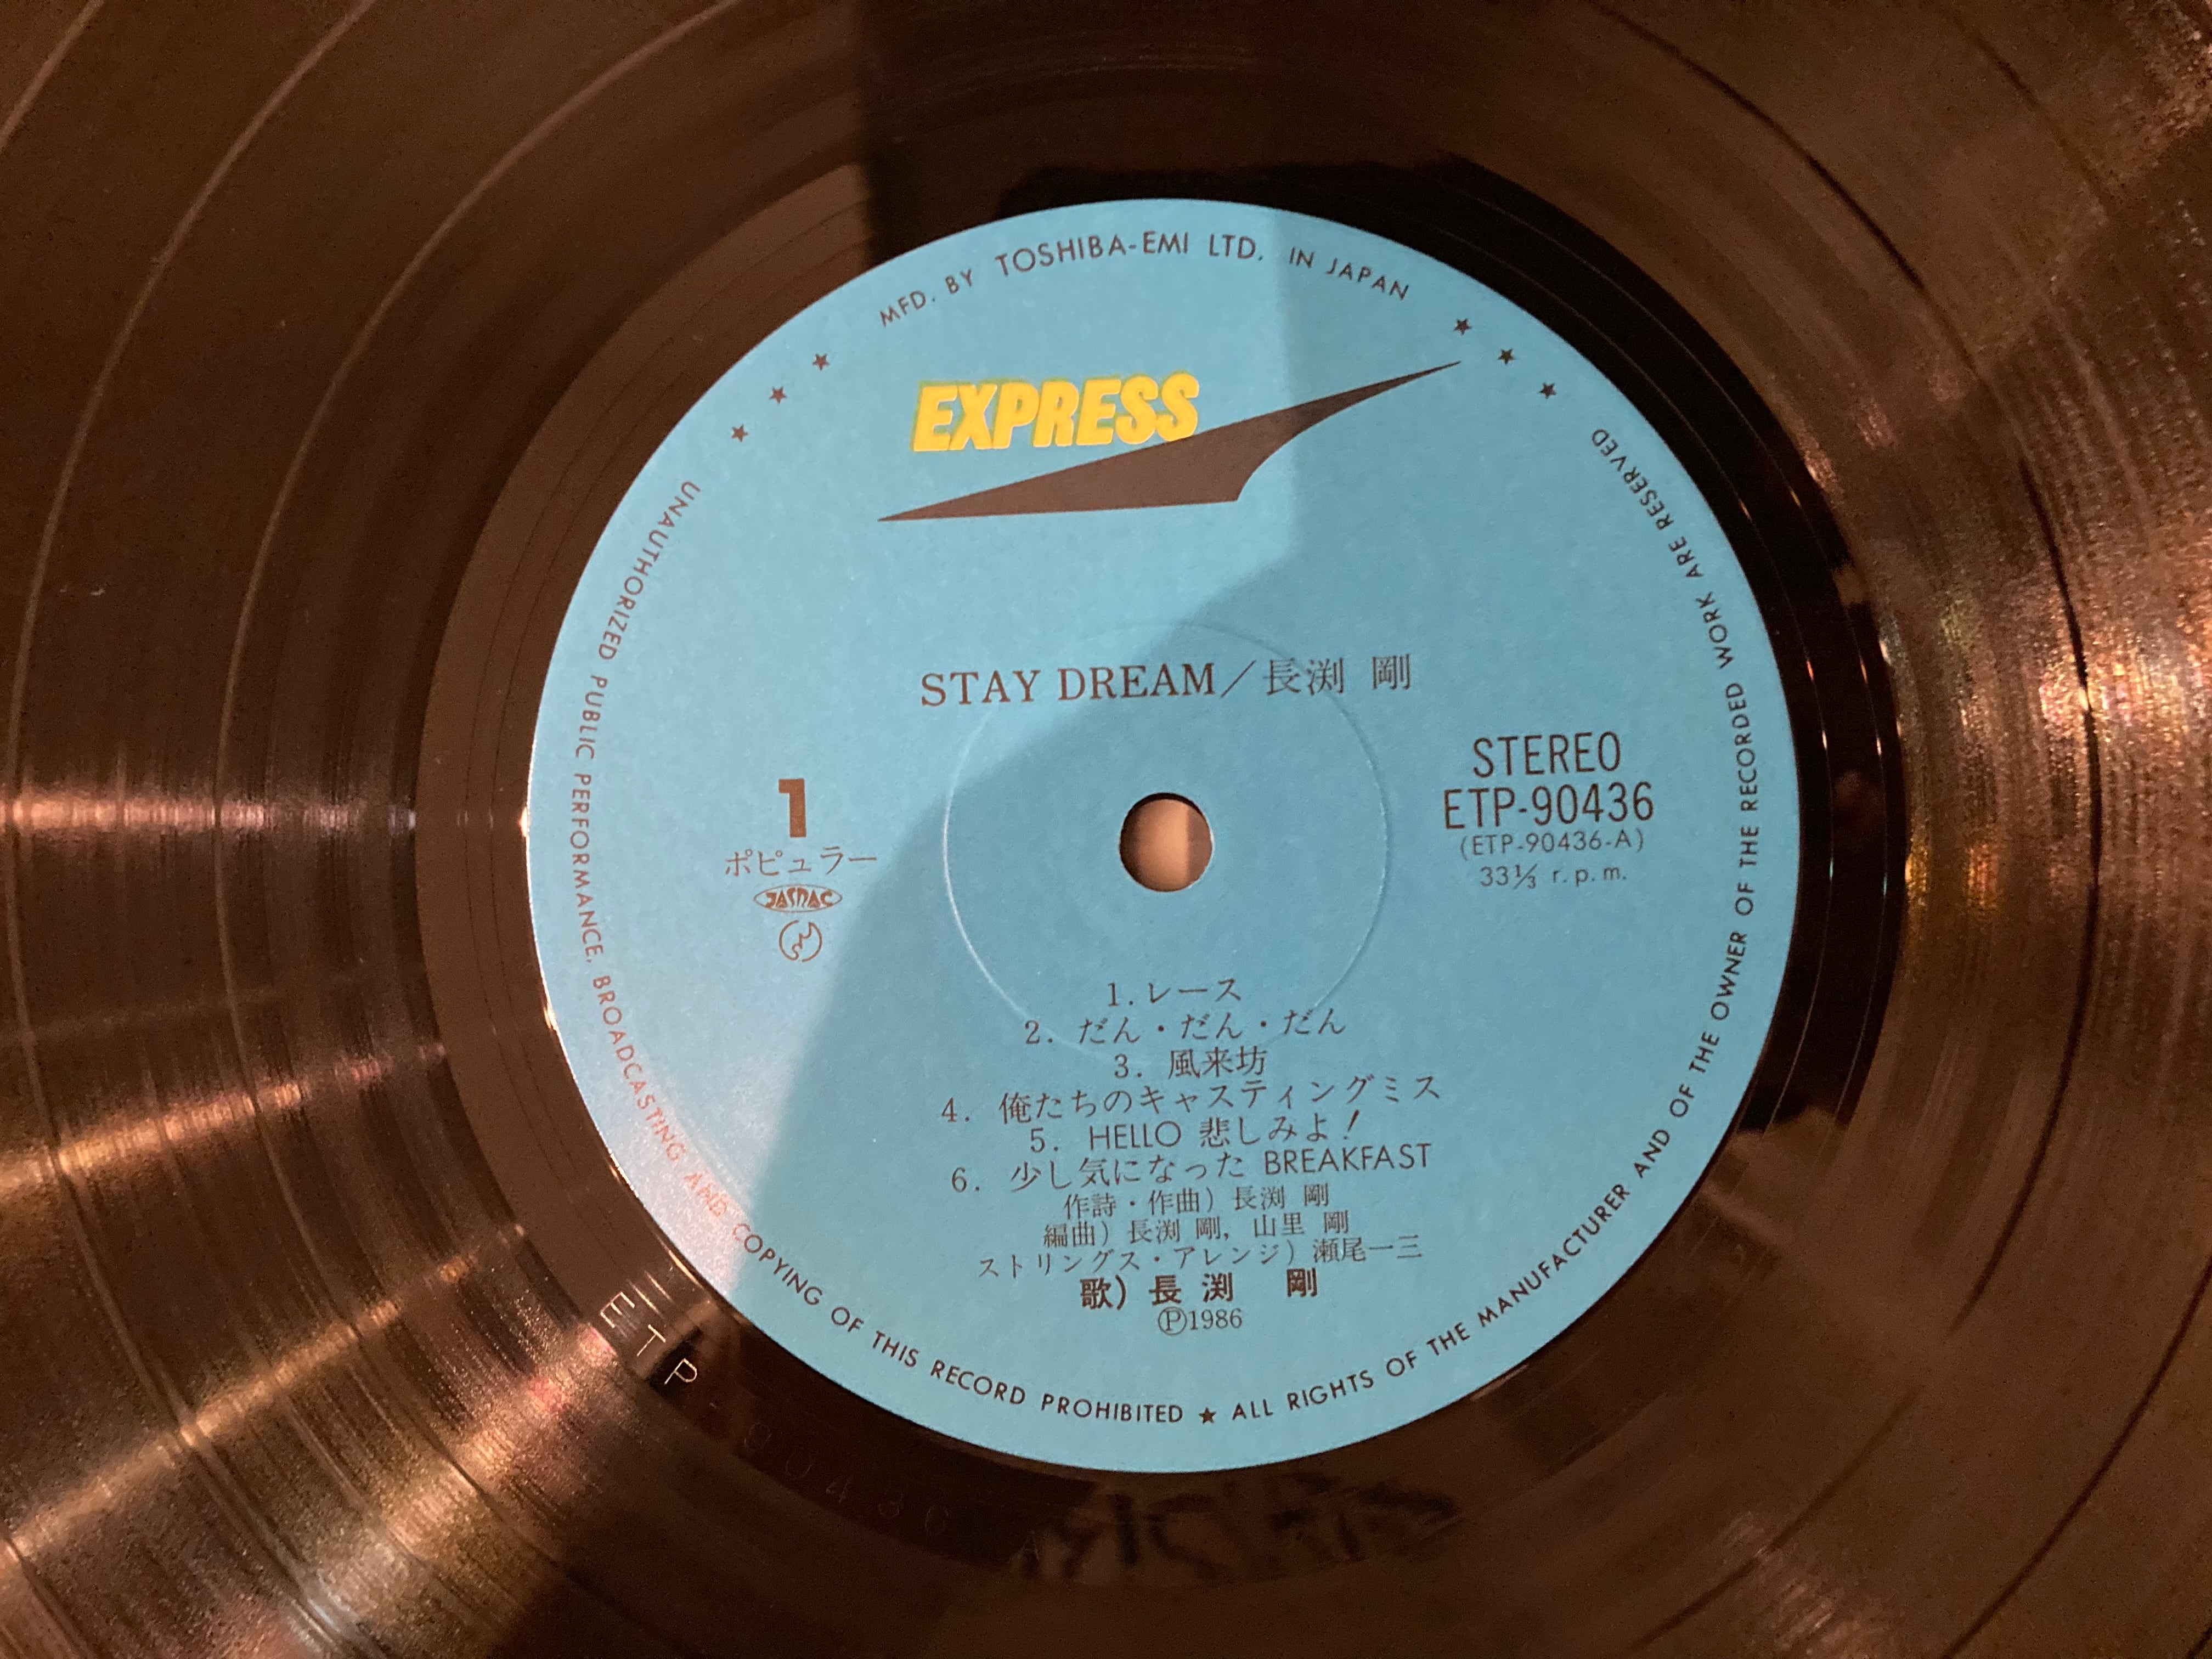 MFD. BY TOSHIBA-EMI LTD. IN JAPAN
EXPRESS
STAY DREAM／長渕 剛
1
ポピュラー
JASRAC
STEREO
ETP-90436
(ETP-90436-A)
33⅓ r.p.m.
1. レース
2. だん・だん・だん
3. 風来坊
4. 俺たちのキャスティングミス
5. HELLO 悲しみよ！
6. 少し気になった BREAKFAST
作詩・作曲）長渕 剛
編曲）長渕 剛, 山里 剛
ストリングス・アレンジ）瀬尾一三
歌）長渕 剛
Ⓟ1986
UNAUTHORIZED PUBLIC PERFORMANCE, BROADCASTING AND COPYING OF THIS RECORD PROHIBITED ★ ALL RIGHTS OF THE MANUFACTURER AND OF THE OWNER OF THE RECORDED WORK ARE RESERVED
ETP-90436 A